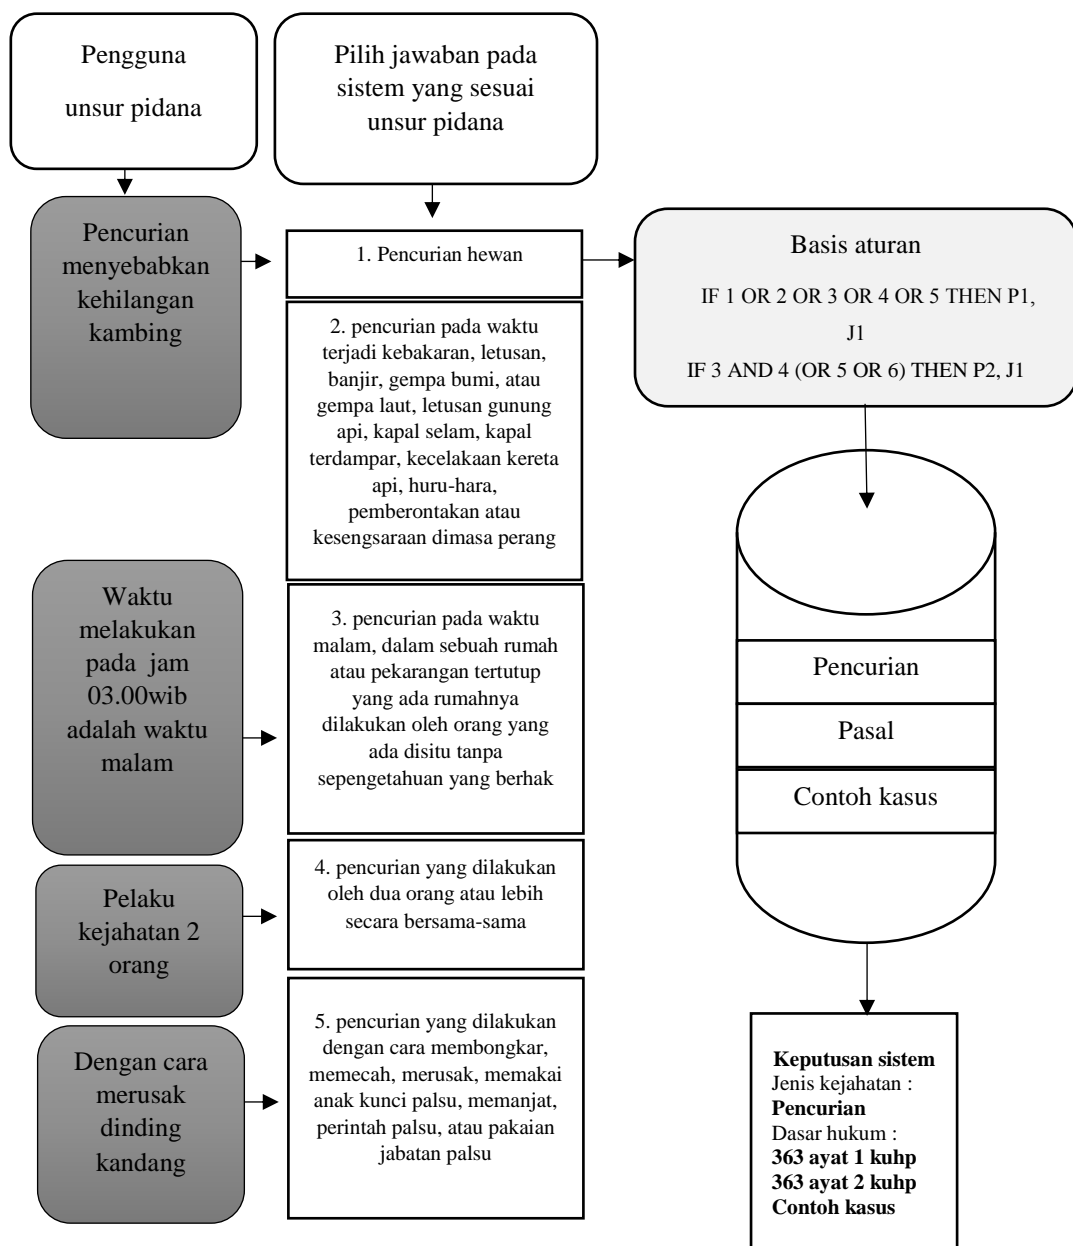 Pengguna
unsur pidana
Pilih jawaban pada
sistem yang sesuai
unsur pidana
Pencurian
menyebabkan
kehilangan
kambing
1. Pencurian hewan
Basis aturan
IF 1 OR 2 OR 3 OR 4 OR 5 THEN P1,
J1
IF 3 AND 4 (OR 5 OR 6) THEN P2, J1
2. pencurian pada waktu
terjadi kebakaran, letusan,
banjir, gempa bumi, atau
gempa laut, letusan gunung
api, kapal selam, kapal
terdampar, kecelakaan kereta
api, huru-hara,
pemberontakan atau
kesengsaraan dimasa perang
Waktu
melakukan
pada jam
03.00wib
adalah waktu
malam
3. pencurian pada waktu
malam, dalam sebuah rumah
atau pekarangan tertutup
yang ada rumahnya
dilakukan oleh orang yang
ada disitu tanpa
sepengetahuan yang berhak
Pencurian
Pasal
Contoh kasus
Pelaku
kejahatan 2
orang
4. pencurian yang dilakukan
oleh dua orang atau lebih
secara bersama-sama
Dengan cara
merusak
dinding
kandang
5. pencurian yang dilakukan
dengan cara membongkar,
memecah, merusak, memakai
anak kunci palsu, memanjat,
perintah palsu, atau pakaian
jabatan palsu
Keputusan sistem
Jenis kejahatan :
Pencurian
Dasar hukum :
363 ayat 1 kuhp
363 ayat 2 kuhp
Contoh kasus